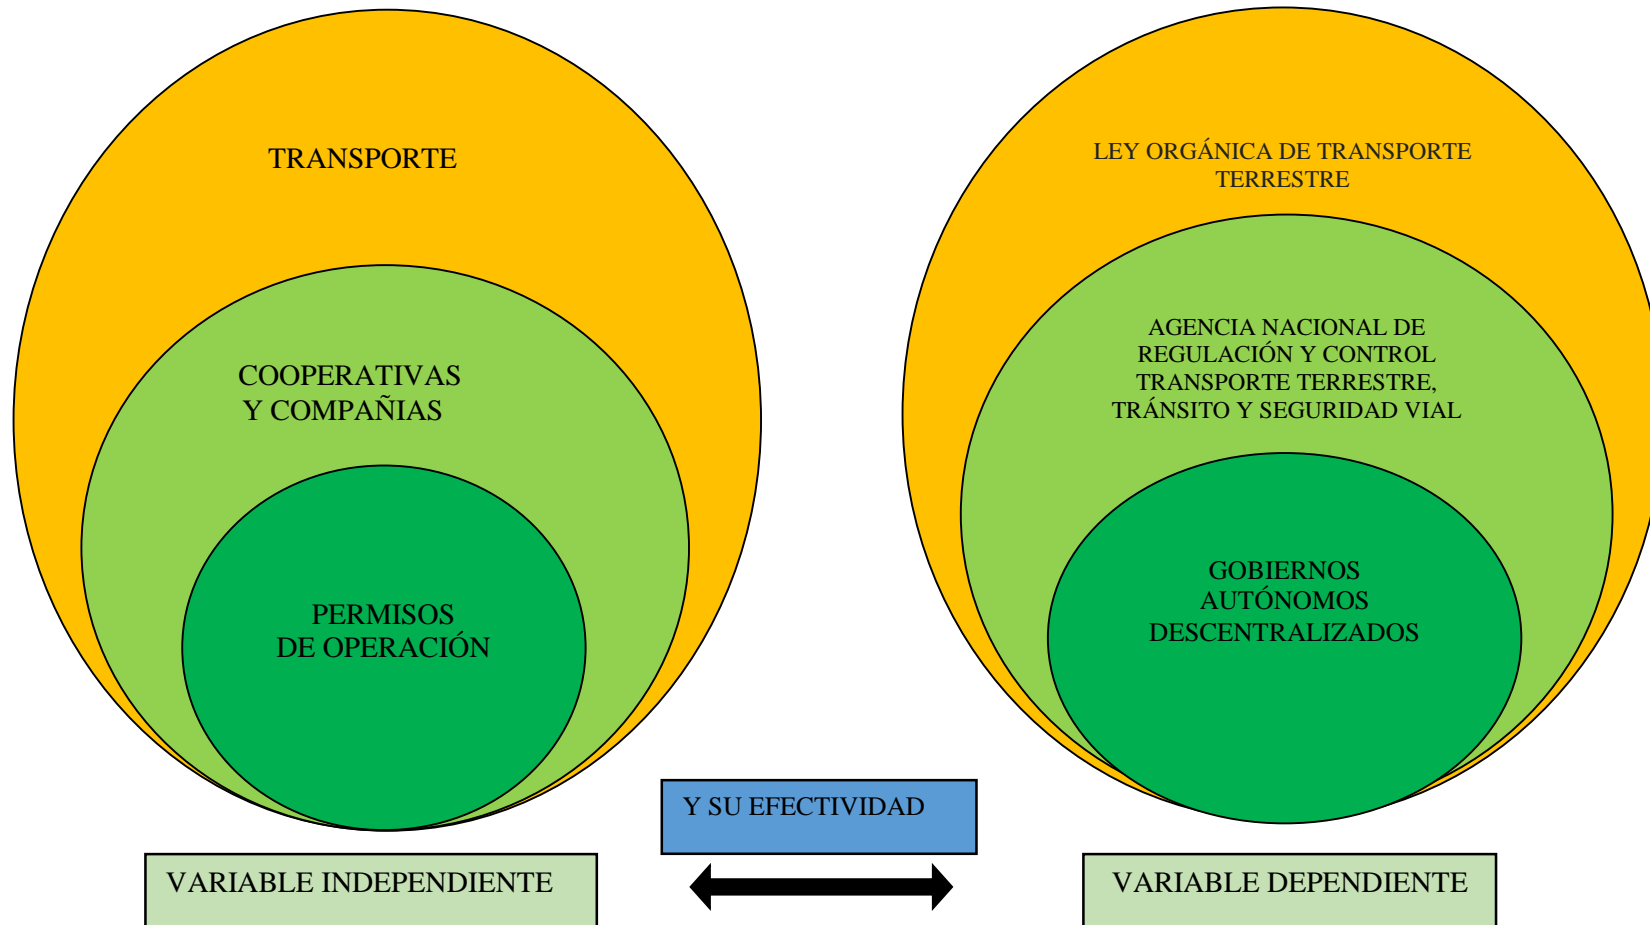 TRANSPORTE
COOPERATIVAS
Y COMPAÑIAS
PERMISOS
DE OPERACIÓN
LEY ORGÁNICA DE TRANSPORTE
TERRESTRE
AGENCIA NACIONAL DE
REGULACIÓN Y CONTROL
TRANSPORTE TERRESTRE,
TRÁNSITO Y SEGURIDAD VIAL
GOBIERNOS
AUTÓNOMOS
DESCENTRALIZADOS
Y SU EFECTIVIDAD
VARIABLE INDEPENDIENTE
VARIABLE DEPENDIENTE